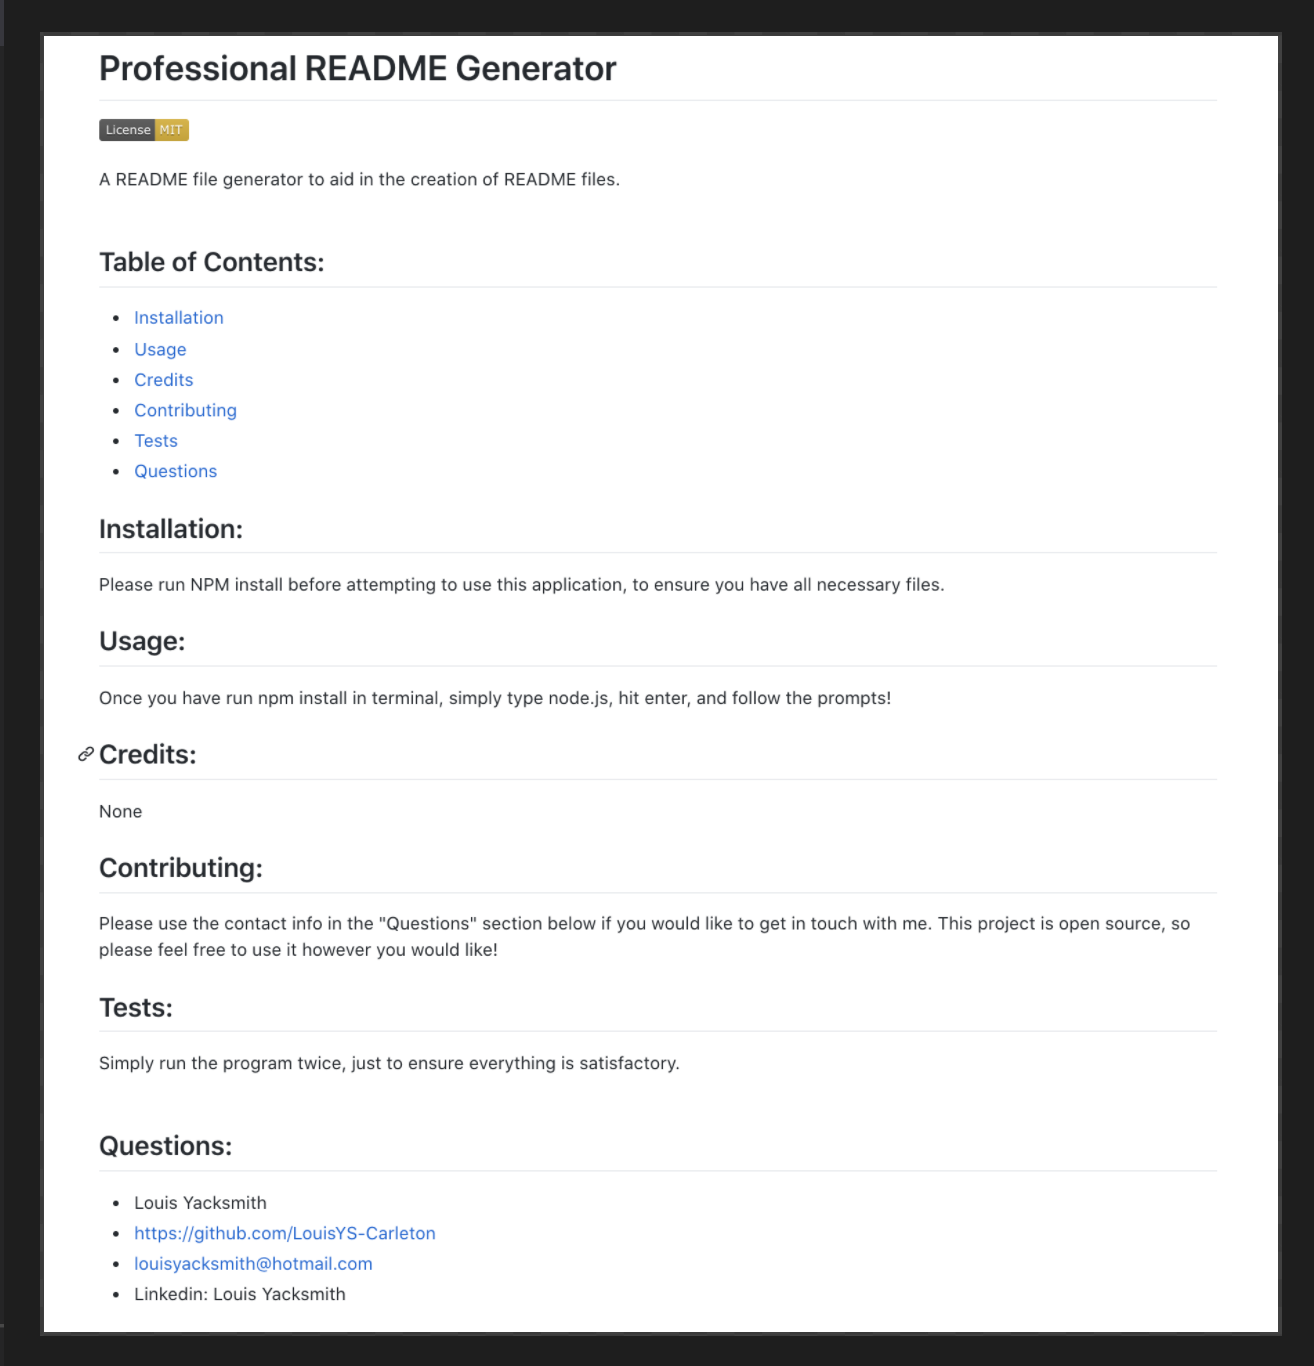 Professional README Generator
License MIT
A README file generator to aid in the creation of README files.
Table of Contents:
Installation
Usage
Credits
Contributing
Tests
Questions
Installation:
Please run NPM install before attempting to use this application, to ensure you have all necessary files.
Usage:
Once you have run npm install in terminal, simply type node.js, hit enter, and follow the prompts!
Credits:
None
Contributing:
Please use the contact info in the "Questions" section below if you would like to get in touch with me. This project is open source, so
please feel free to use it however you would like!
Tests:
Simply run the program twice, just to ensure everything is satisfactory.
Questions:
Louis Yacksmith
https://github.com/LouisYS-Carleton
louisyacksmith@hotmail.com
Linkedin: Louis Yacksmith